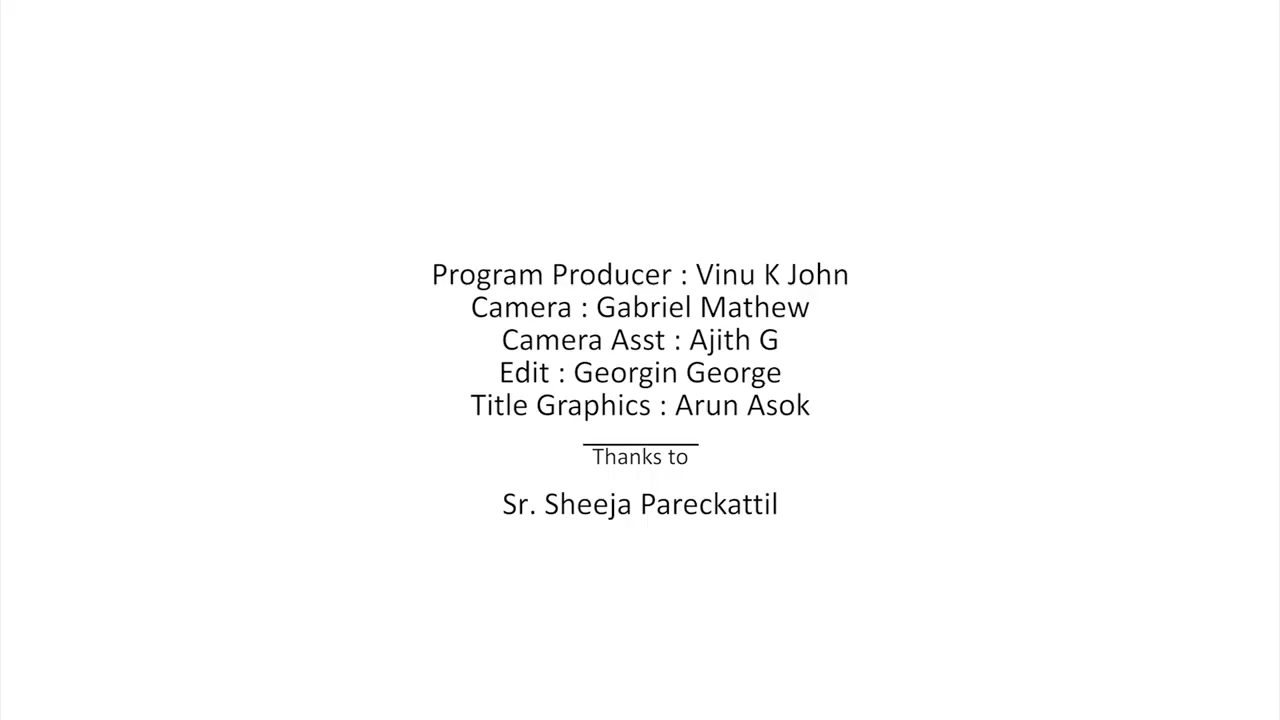 Program Producer : Vinu K John
Camera : Gabriel Mathew
Camera Asst : Ajith G
Edit : Georgin George
Title Graphics : Arun Asok
Thanks to
Sr. Sheeja Pareckattil